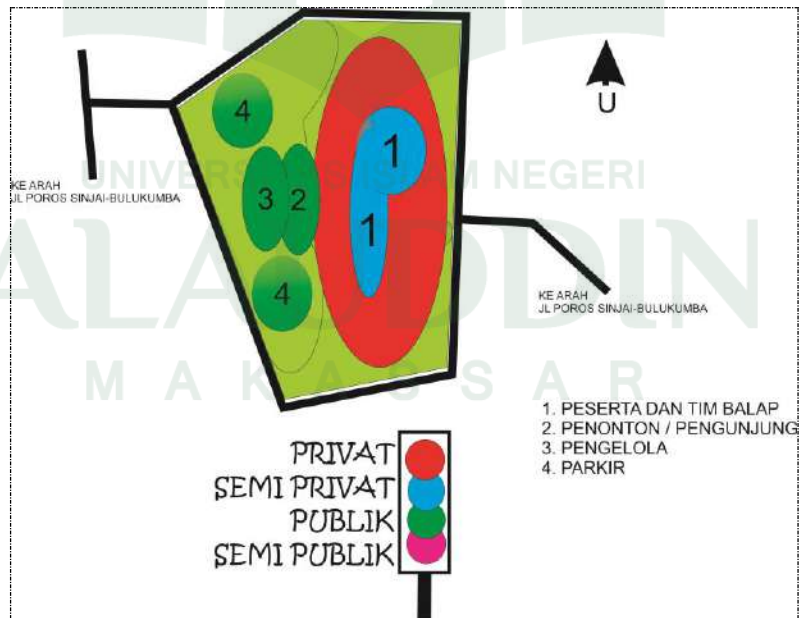 4
U
1
UNIVERSITAS ISLAM NEGERI
KE ARAH
JL POROS SINJAI-BULUKUMBA
3 2
1
ALAUDDIN
4
KE ARAH
JL POROS SINJAI-BULUKUMBA
MAKASSAR
1. PESERTA DAN TIM BALAP
2. PENONTON / PENGUNJUNG
3. PENGELOLA
4. PARKIR
PRIVAT
SEMI PRIVAT
PUBLIK
SEMI PUBLIK